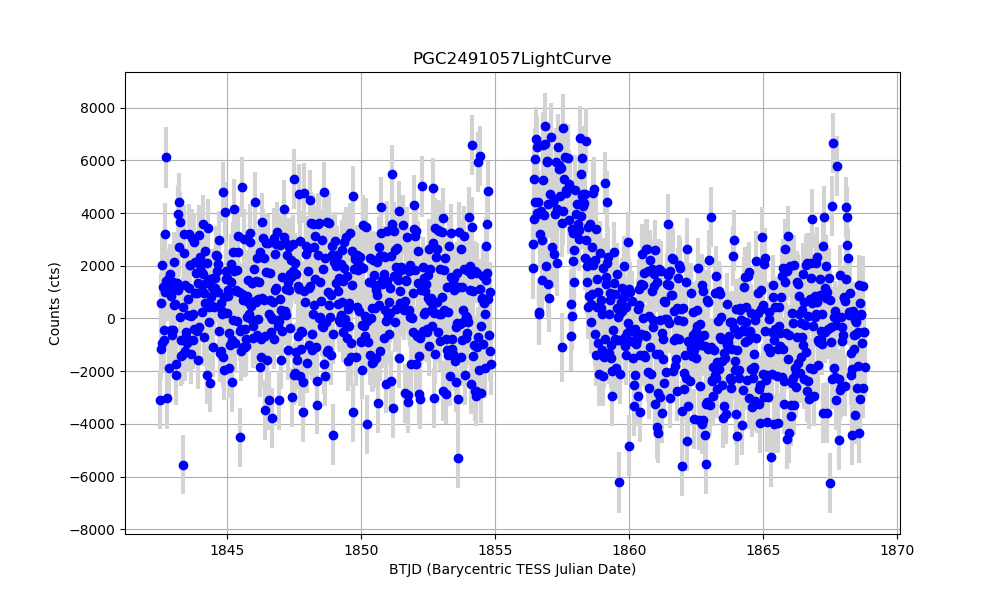 PGC2491057LightCurve
Counts (cts)
8000
6000
4000
2000
0
−2000
−4000
−6000
−8000
1845 1850 1855 1860 1865 1870
BTJD (Barycentric TESS Julian Date)